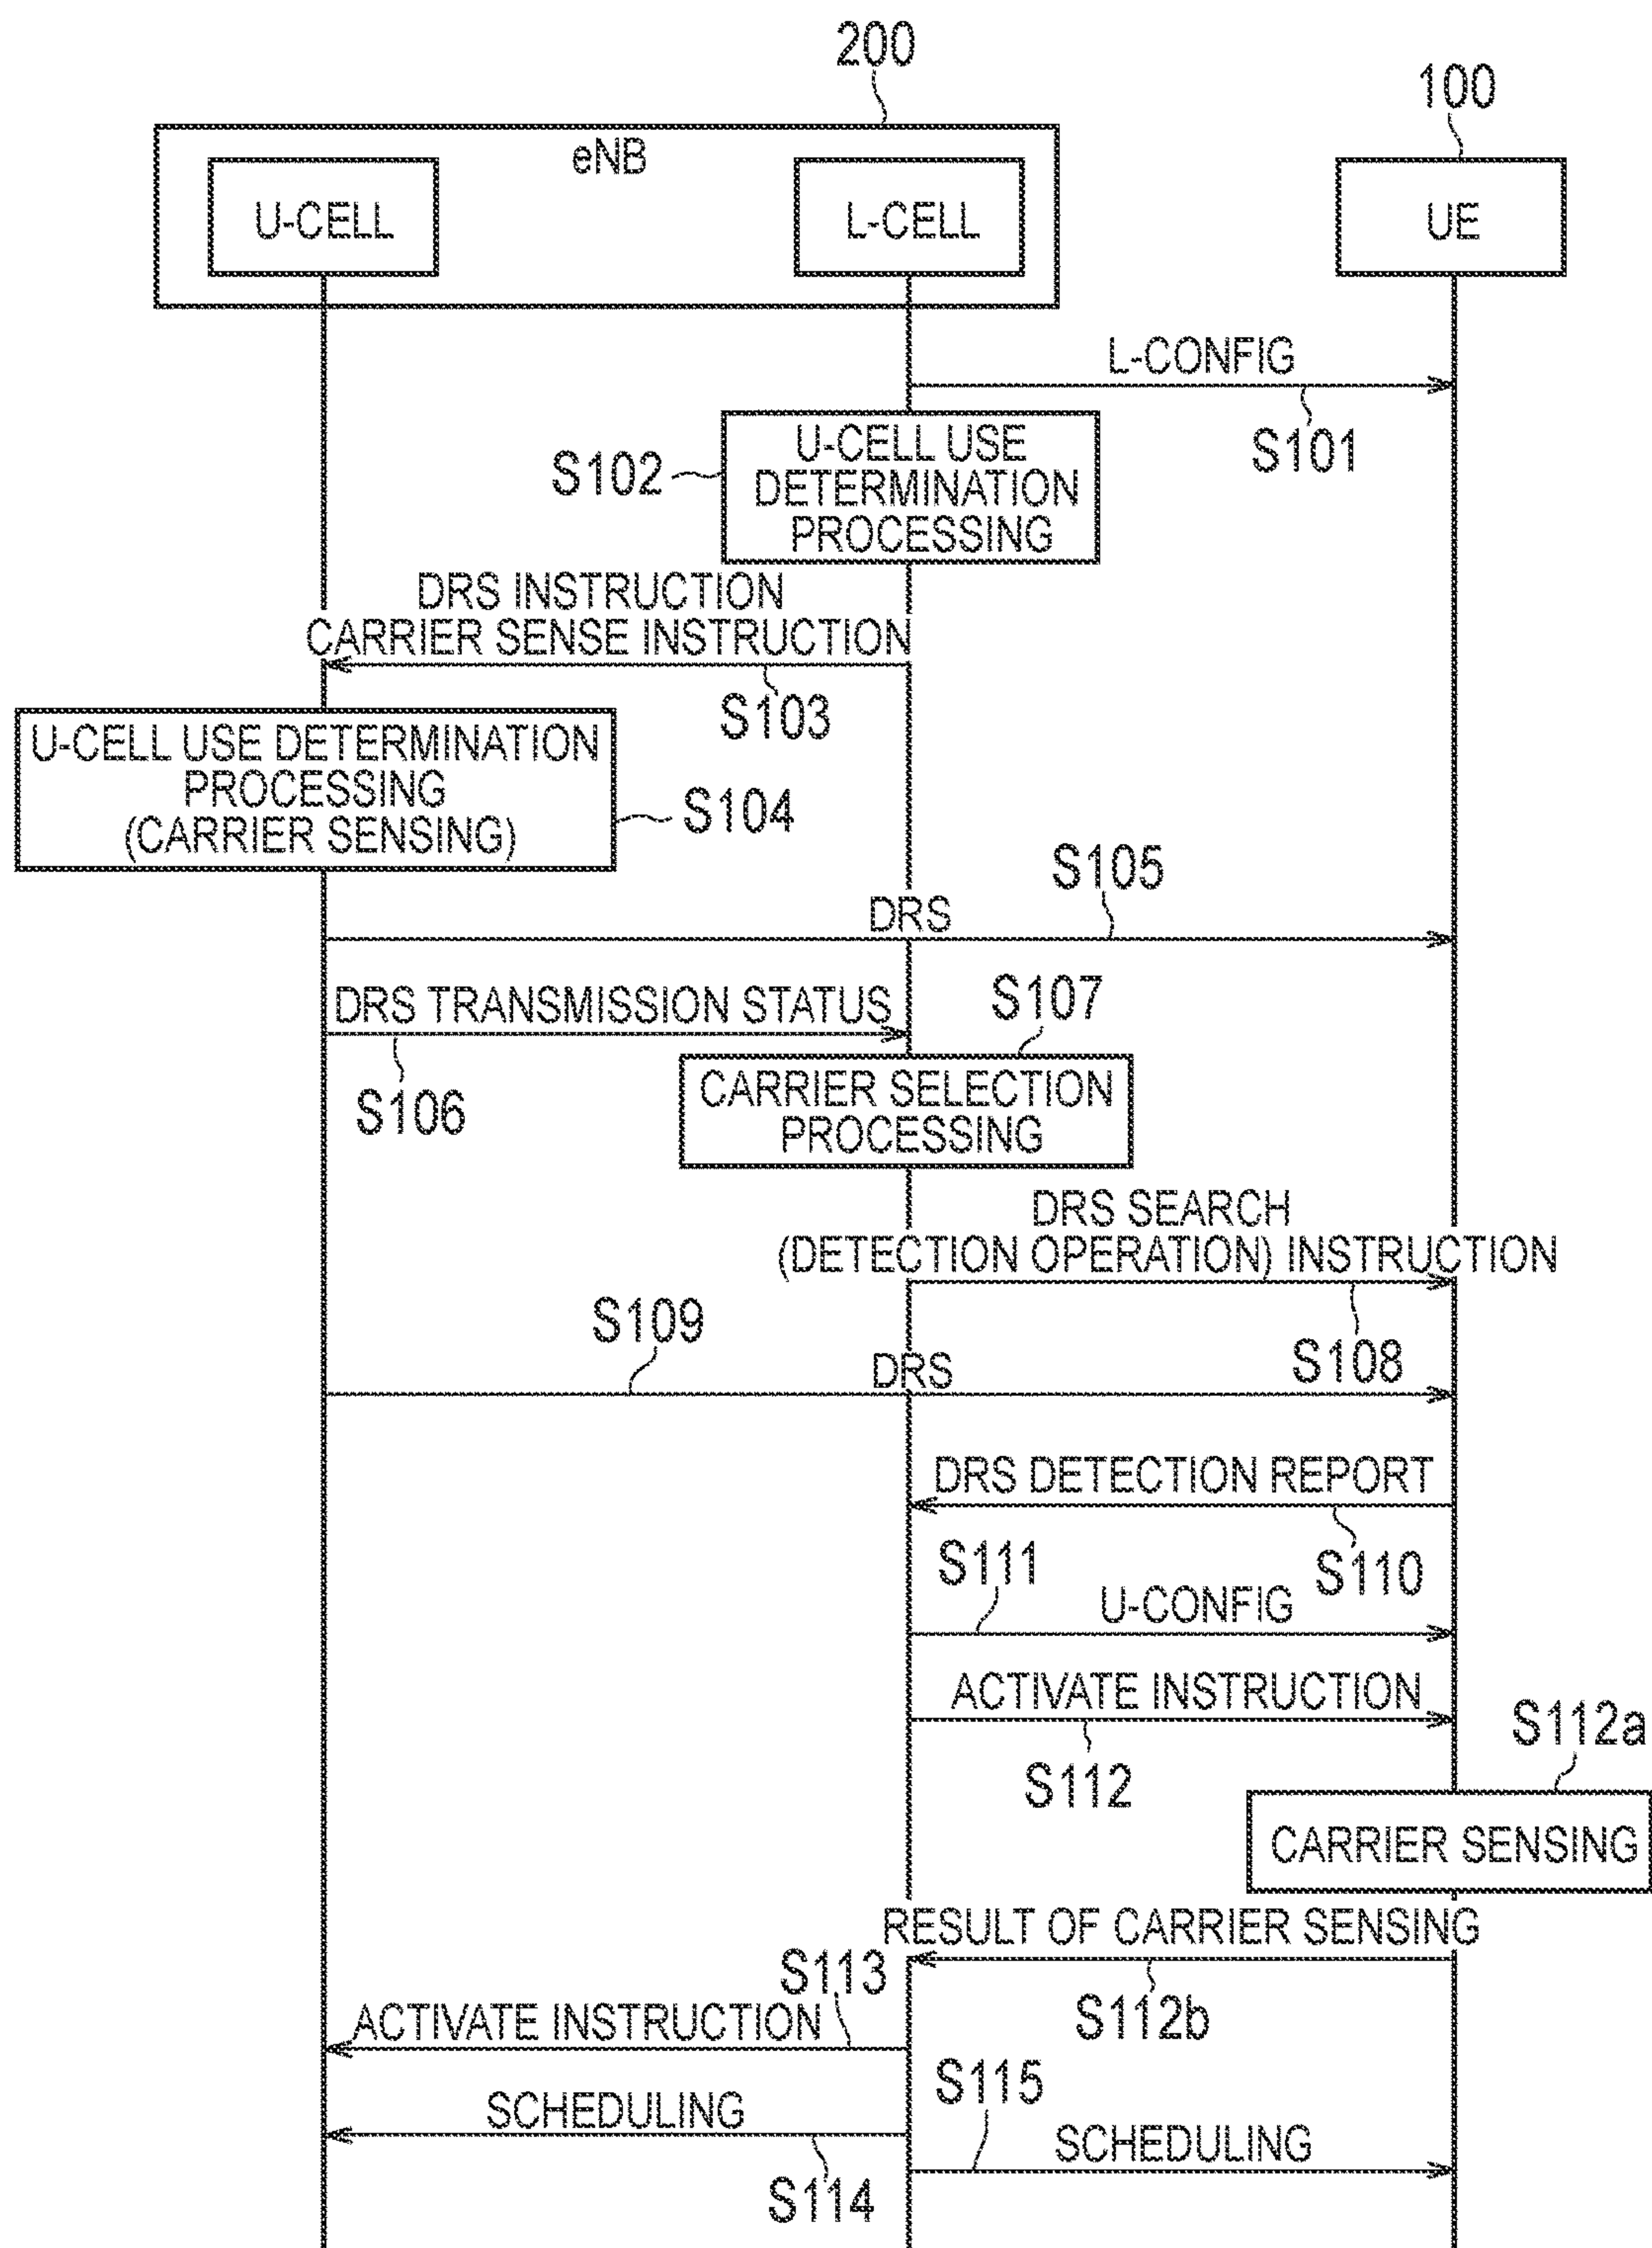 200
100
eNB
U-CELL
L-CELL
UE
L-CONFIG
S101
U-CELL USE
DETERMINATION
PROCESSING
S102
DRS INSTRUCTION
CARRIER SENSE INSTRUCTION
S103
U-CELL USE DETERMINATION
PROCESSING
(CARRIER SENSING)
S104
S105
DRS
DRS TRANSMISSION STATUS
S106
S107
CARRIER SELECTION
PROCESSING
DRS SEARCH
(DETECTION OPERATION) INSTRUCTION
S108
S109
DRS
DRS DETECTION REPORT
S110
S111
U-CONFIG
ACTIVATE INSTRUCTION
S112
S112a
CARRIER SENSING
RESULT OF CARRIER SENSING
S112b
S113
ACTIVATE INSTRUCTION
SCHEDULING
S114
S115
SCHEDULING